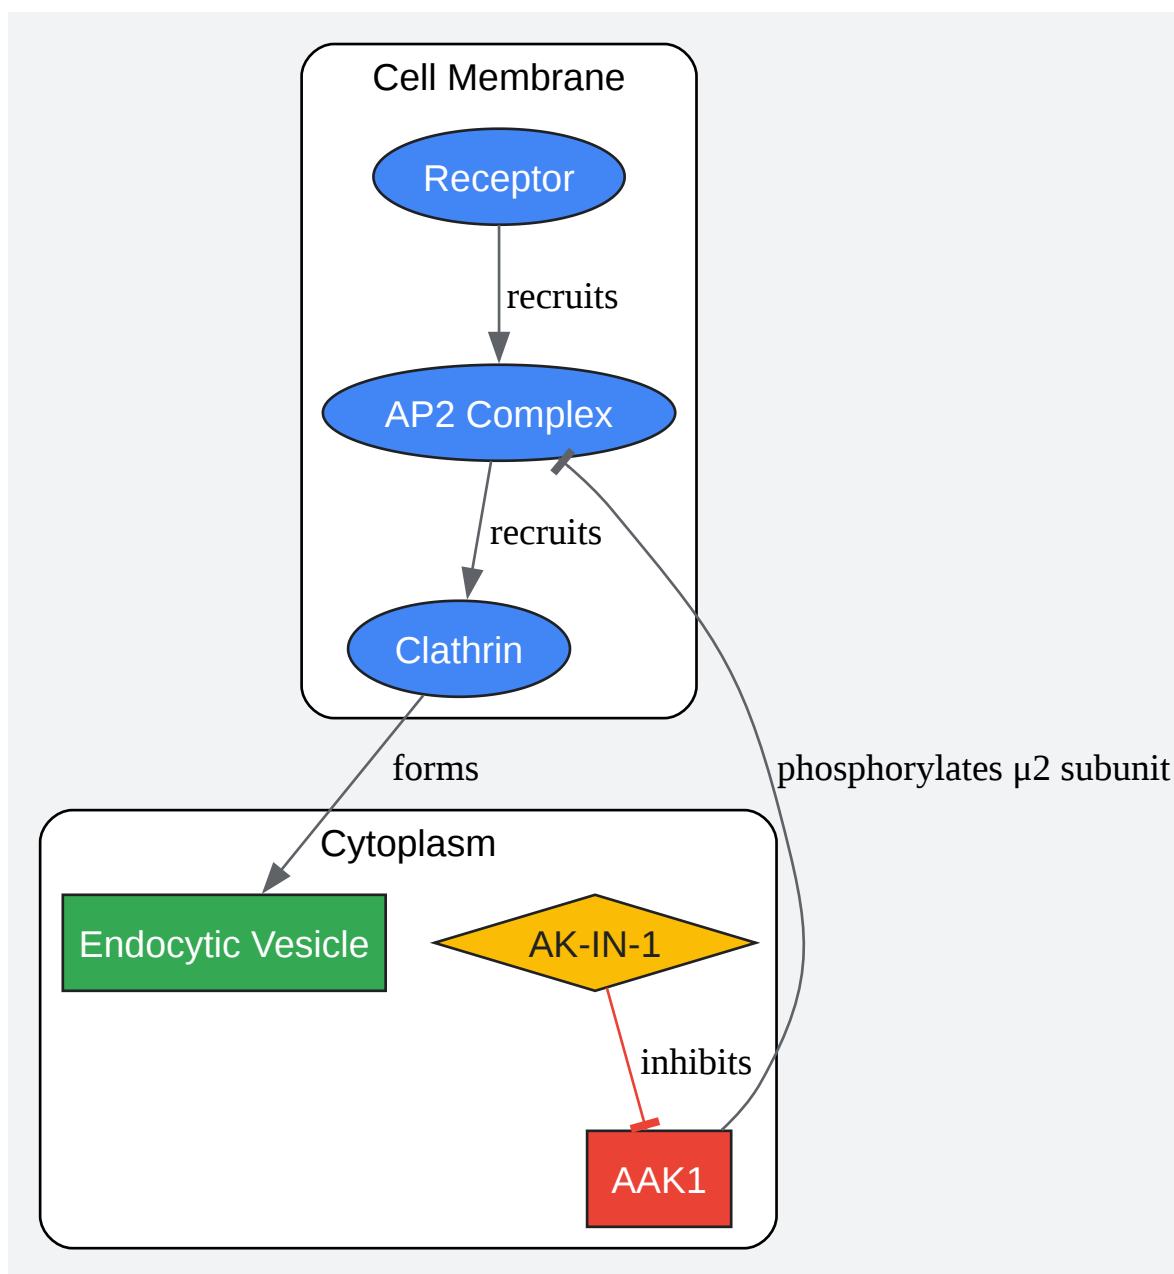 Cell Membrane
Receptor
recruits
AP2 Complex
recruits
Clathrin
forms
phosphorylates μ2 subunit
Cytoplasm
Endocytic Vesicle
AK-IN-1
inhibits
AAK1